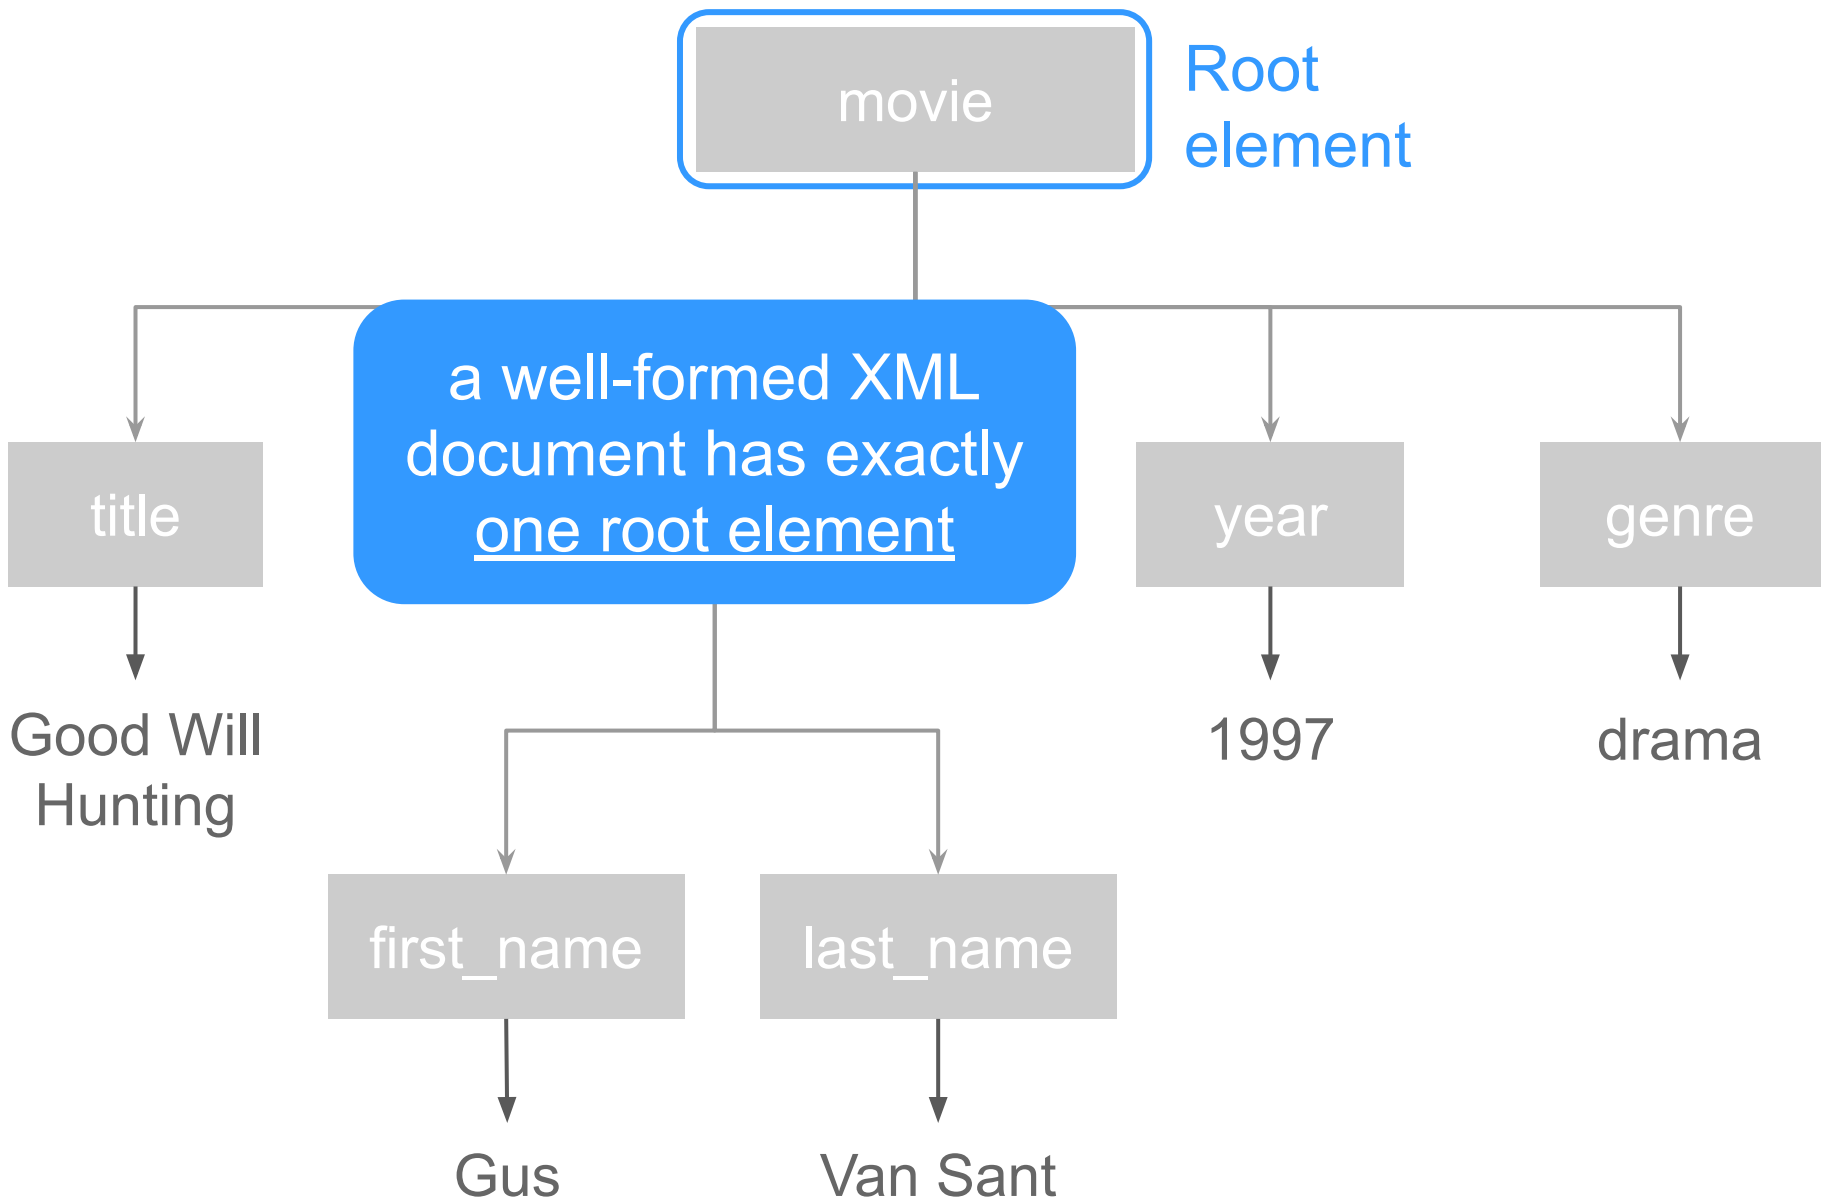 movie
Root
element
a well-formed XML
document has exactly
one root element
title
year
genre
Good Will
Hunting
1997
drama
first_name
last_name
Gus
Van Sant